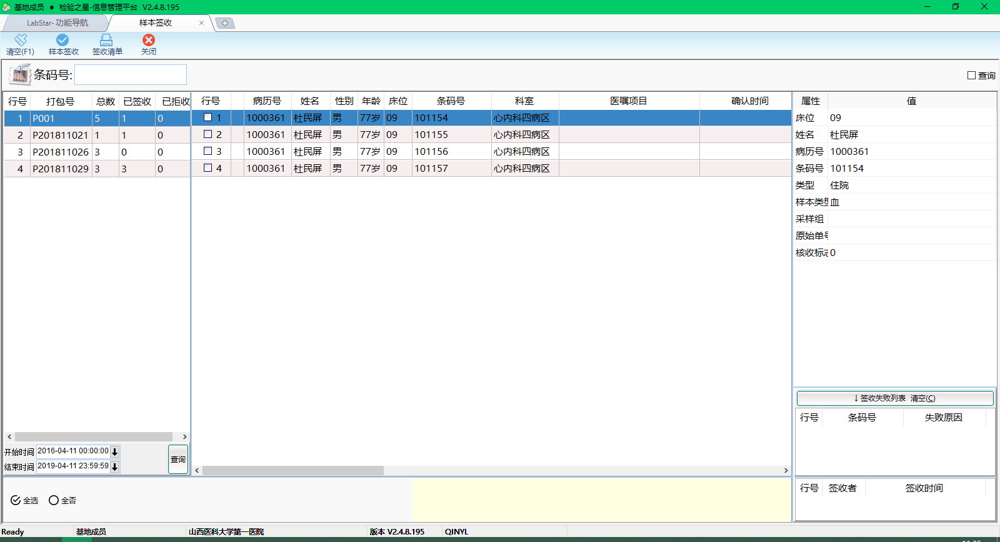 基地成员 ● 检验之星-信息管理平台 V2.4.8.195
LabStar- 功能导航 样本签收
清空(F1) 样本签收 签收清单 关闭
条码号: 查询
行号 打包号 总数 已签收 已拒收
1 P001 5 1 0
2 P201811021 1 1 0
3 P201811026 3 0 0
4 P201811029 3 3 0
开始时间 2016-04-11 00:00:00
结束时间 2019-04-11 23:59:59
查询
行号 病历号 姓名 性别 年龄 床位 条码号 科室 医嘱项目 确认时间
1 1000361 杜民屏 男 77岁 09 101154 心内科四病区
2 1000361 杜民屏 男 77岁 09 101155 心内科四病区
3 1000361 杜民屏 男 77岁 09 101156 心内科四病区
4 1000361 杜民屏 男 77岁 09 101157 心内科四病区
属性 值
床位 09
姓名 杜民屏
病历号 1000361
条码号 101154
类型 住院
样本类型 血
采样组
原始单号
核收标志 0
↓签收失败列表 清空(C)
行号 条码号 失败原因
行号 签收者 签收时间
全选 全否
Ready 基地成员 山西医科大学第一医院 版本 V2.4.8.195 QINYL